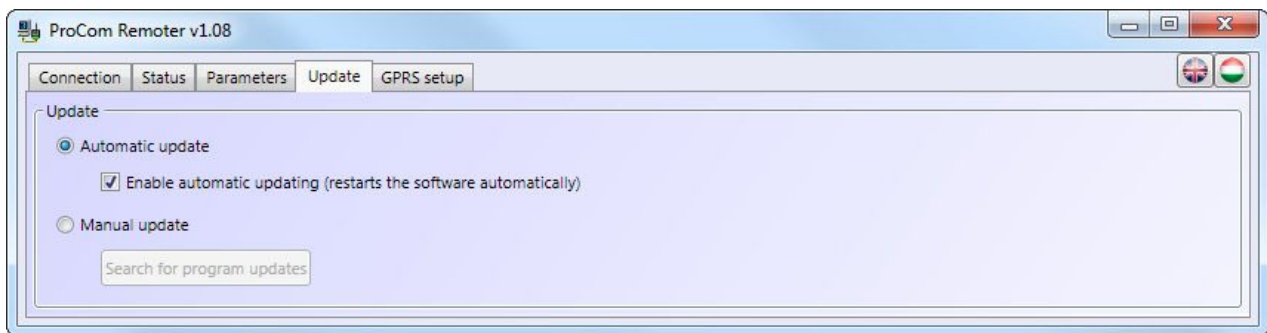 ProCom Remoter v1.08
Connection Status Parameters Update GPRS setup
Update
Automatic update
Enable automatic updating (restarts the software automatically)
Manual update
Search for program updates